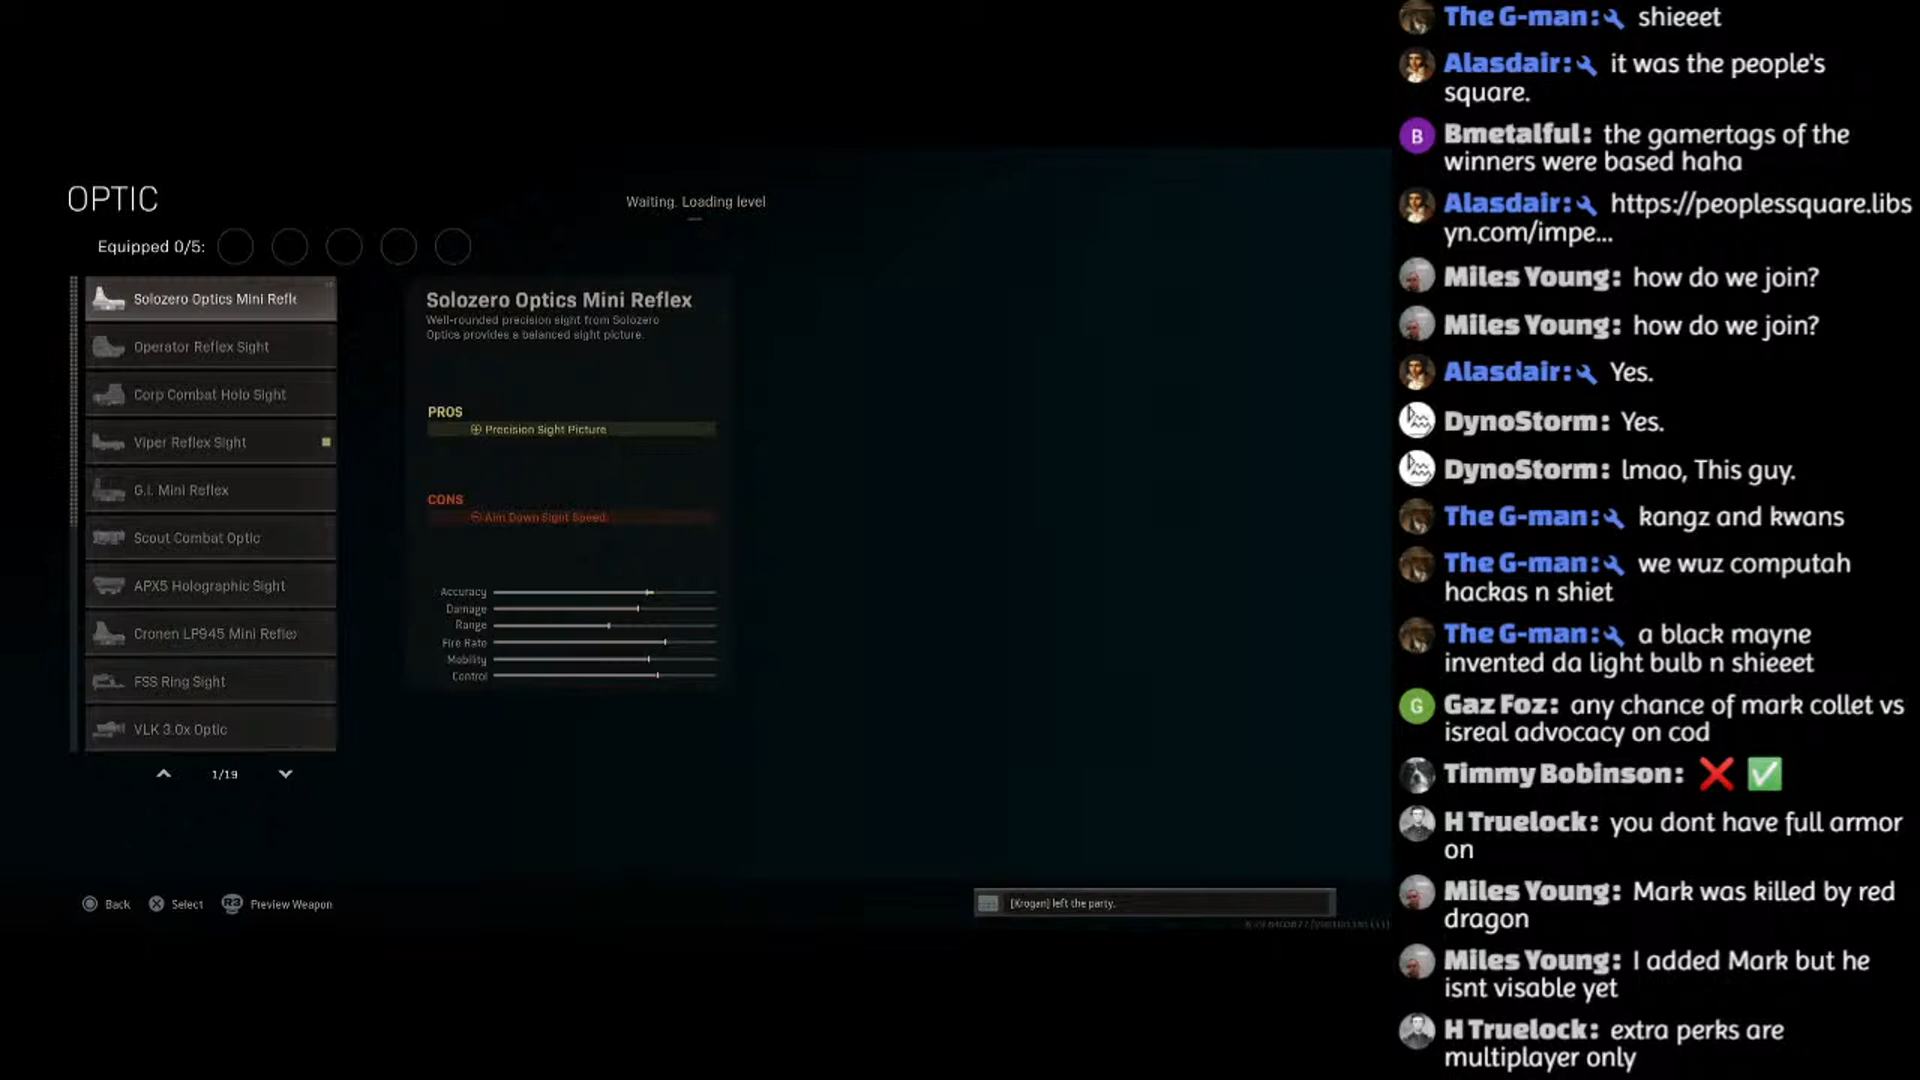 OPTIC
Waiting. Loading level
Equipped 0/5:
Solozero Optics Mini Refle
Operator Reflex Sight
Corp Combat Holo Sight
Viper Reflex Sight
G.I. Mini Reflex
Scout Combat Optic
APX5 Holographic Sight
Cronen LP945 Mini Reflex
FSS Ring Sight
VLK 3.0x Optic
1/19
Solozero Optics Mini Reflex
Well-rounded precision sight from Solozero
Optics provides a balanced sight picture.
PROS
Precision Sight Picture
CONS
Aim Down Sight Speed
Accuracy
Damage
Range
Fire Rate
Mobility
Control
Back
Select
R3
Preview Weapon
[Krogan] left the party.
The G-man: shieeet
Alasdair: it was the people's
square.
B
Bmetalful: the gamertags of the
winners were based haha
Alasdair: https://peoplessquare.libs
yn.com/impe...
Miles Young: how do we join?
Miles Young: how do we join?
Alasdair: Yes.
DynoStorm: Yes.
DynoStorm: lmao, This guy.
The G-man: kangz and kwans
The G-man: we wuz computah
hackas n shiet
The G-man: a black mayne
invented da light bulb n shieeet
G
Gaz Foz: any chance of mark collet vs
isreal advocacy on cod
Timmy Bobinson: ❌ ✅
H Truelock: you dont have full armor
on
Miles Young: Mark was killed by red
dragon
Miles Young: I added Mark but he
isnt visable yet
H Truelock: extra perks are
multiplayer only